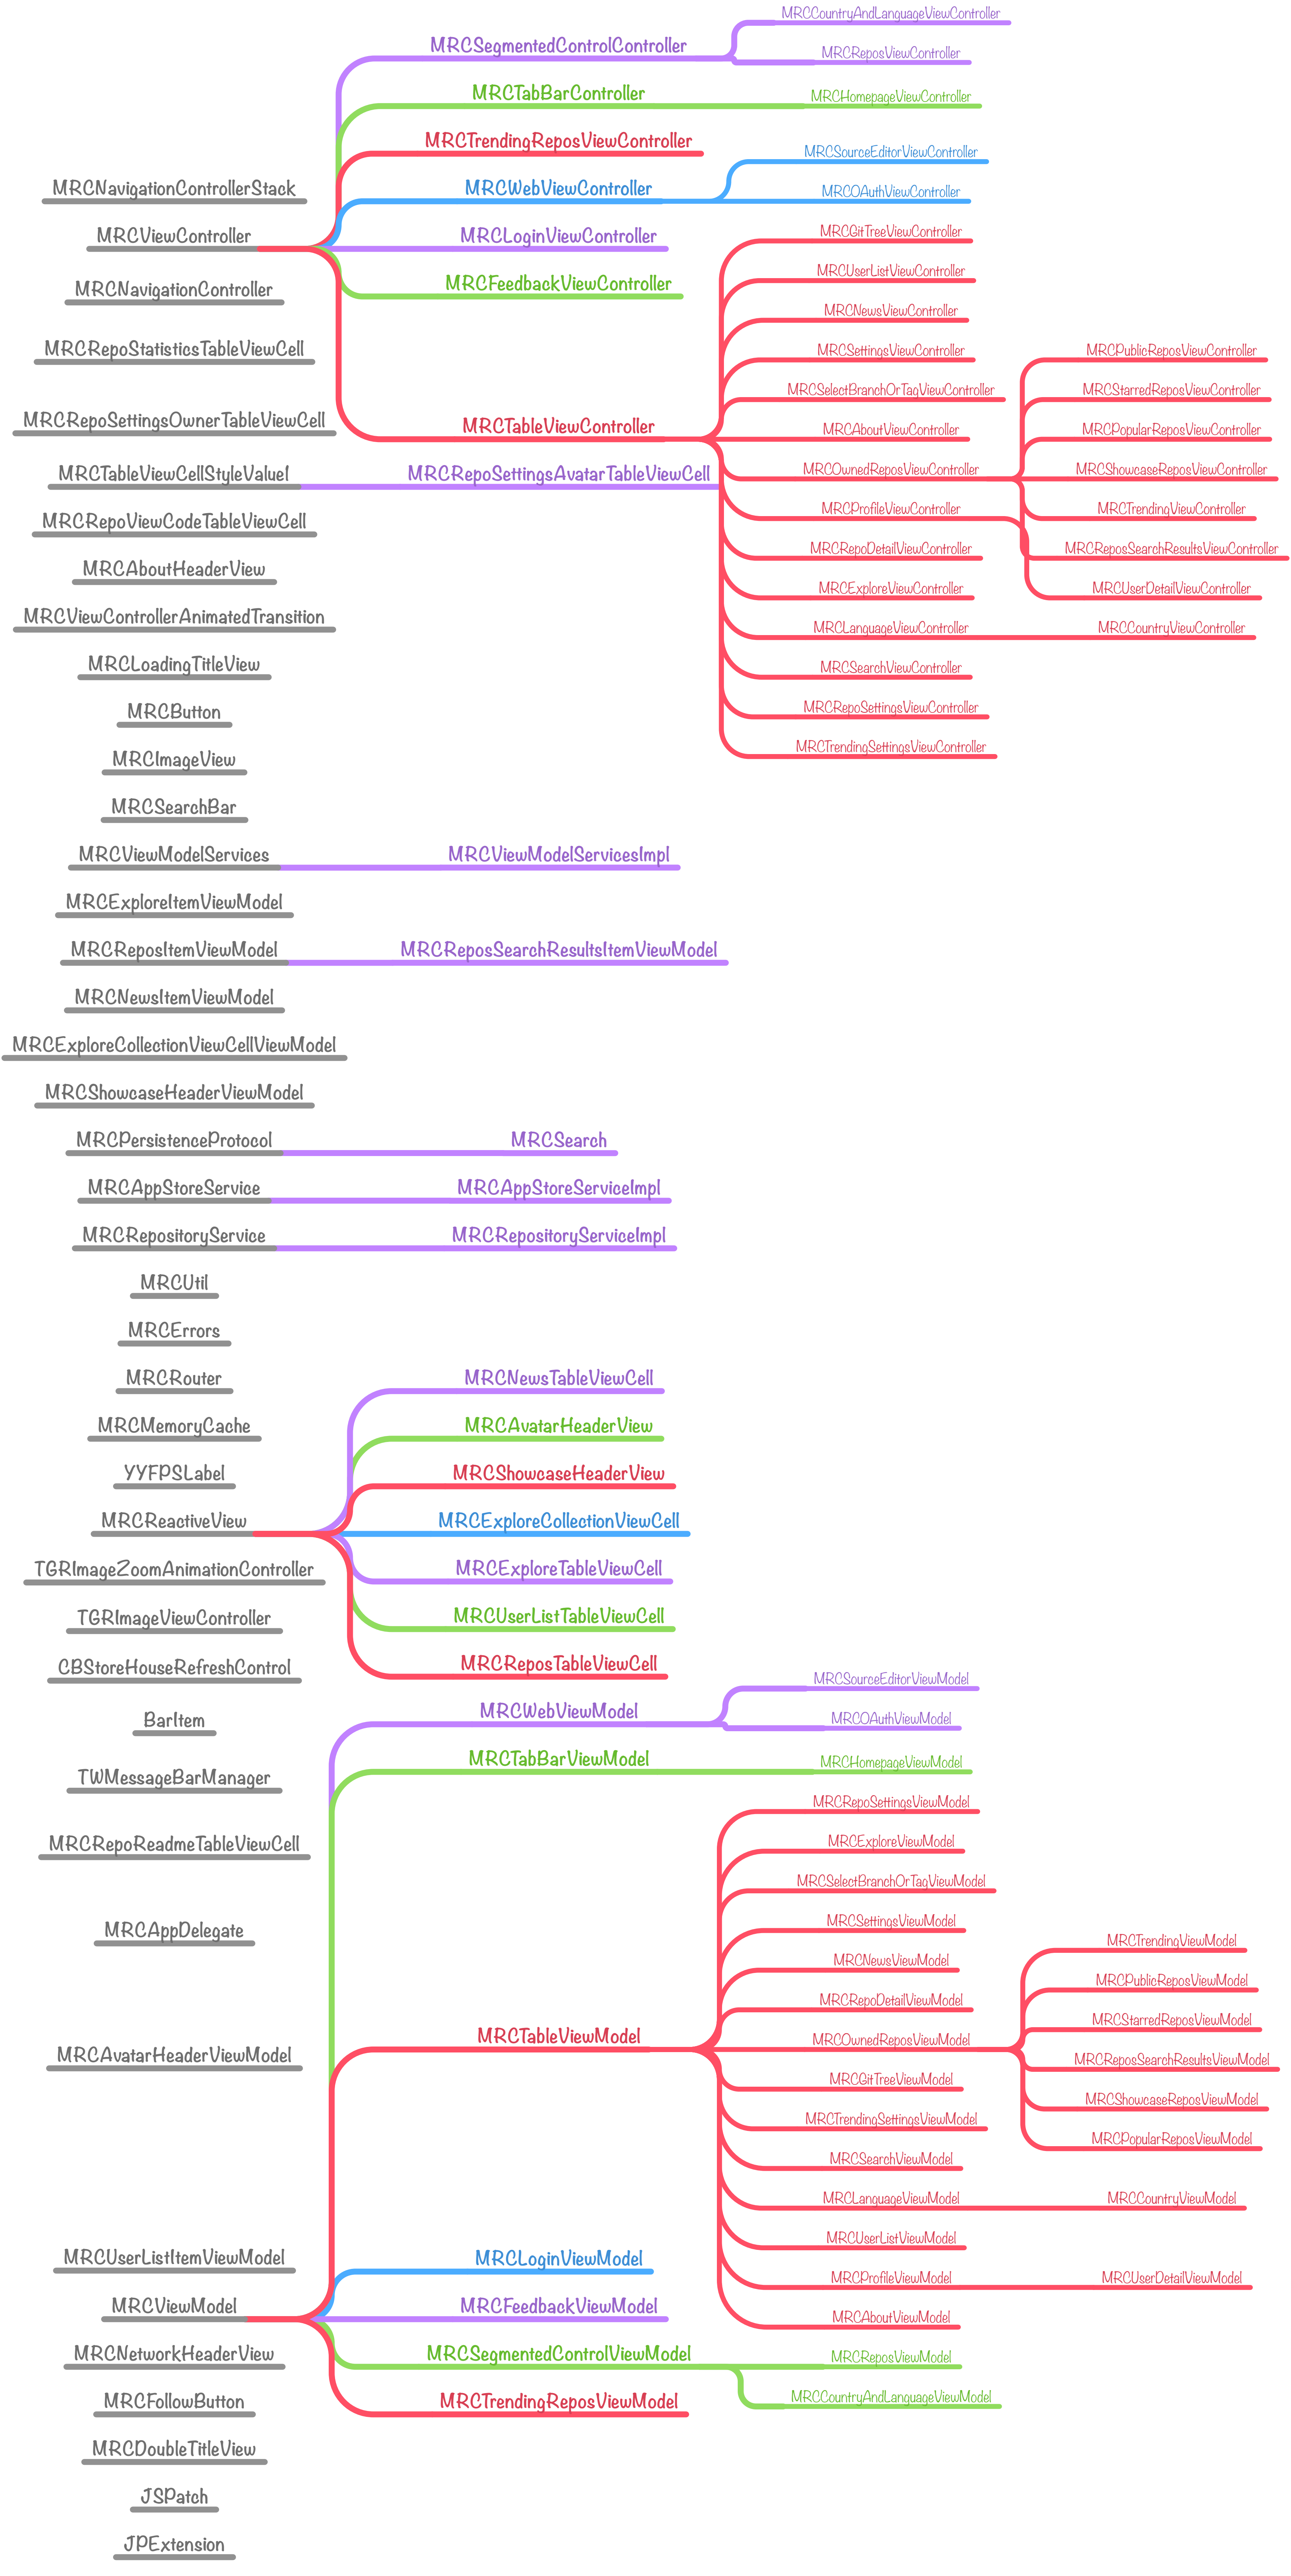 MRCCountryAndLanguageViewController
MRCSegmentedControlController
MRCReposViewController
MRCTabBarController
MRCHomepageViewController
MRCTrendingReposViewController
MRCSourceEditorViewController
MRCNavigationControllerStack
MRCWebViewController
MRCOAuthViewController
MRCViewController
MRCLoginViewController
MRCGitTreeViewController
MRCUserListViewController
MRCNavigationController
MRCFeedbackViewController
MRCNewsViewController
MRCRepoStatisticsTableViewCell
MRCSettingsViewController
MRCPublicReposViewController
MRCSelectBranchOrTagViewController
MRCStarredReposViewController
MRCRepoSettingsOwnerTableViewCell
MRCTableViewController
MRCAboutViewController
MRCPopularReposViewController
MRCTableViewCellStyleValue1
MRCRepoSettingsAvatarTableViewCell
MRCOwnedReposViewController
MRCShowcaseReposViewController
MRCProfileViewController
MRCTrendingViewController
MRCRepoViewCodeTableViewCell
MRCRepoDetailViewController
MRCReposSearchResultsViewController
MRCAboutHeaderView
MRCExploreViewController
MRCUserDetailViewController
MRCViewControllerAnimatedTransition
MRCLanguageViewController
MRCCountryViewController
MRCLoadingTitleView
MRCSearchViewController
MRCButton
MRCRepoSettingsViewController
MRCTrendingSettingsViewController
MRCImageView
MRCSearchBar
MRCViewModelServices
MRCViewModelServicesImpl
MRCExploreItemViewModel
MRCReposItemViewModel
MRCReposSearchResultsItemViewModel
MRCNewsItemViewModel
MRCExploreCollectionViewCellViewModel
MRCShowcaseHeaderViewModel
MRCPersistenceProtocol
MRCSearch
MRCAppStoreService
MRCAppStoreServiceImpl
MRCRepositoryService
MRCRepositoryServiceImpl
MRCUtil
MRCErrors
MRCRouter
MRCNewsTableViewCell
MRCMemoryCache
MRCAvatarHeaderView
YYFPSLabel
MRCShowcaseHeaderView
MRCReactiveView
MRCExploreCollectionViewCell
TGRImageZoomAnimationController
MRCExploreTableViewCell
TGRImageViewController
MRCUserListTableViewCell
CBStoreHouseRefreshControl
MRCReposTableViewCell
MRCSourceEditorViewModel
BarItem
MRCWebViewModel
MRCOAuthViewModel
TWMessageBarManager
MRCTabBarViewModel
MRCHomepageViewModel
MRCRepoSettingsViewModel
MRCRepoReadmeTableViewCell
MRCExploreViewModel
MRCSelectBranchOrTagViewModel
MRCAppDelegate
MRCSettingsViewModel
MRCTrendingViewModel
MRCNewsViewModel
MRCPublicReposViewModel
MRCRepoDetailViewModel
MRCStarredReposViewModel
MRCAvatarHeaderViewModel
MRCTableViewModel
MRCOwnedReposViewModel
MRCReposSearchResultsViewModel
MRCGitTreeViewModel
MRCShowcaseReposViewModel
MRCTrendingSettingsViewModel
MRCPopularReposViewModel
MRCSearchViewModel
MRCLanguageViewModel
MRCCountryViewModel
MRCUserListItemViewModel
MRCLoginViewModel
MRCUserListViewModel
MRCProfileViewModel
MRCUserDetailViewModel
MRCViewModel
MRCFeedbackViewModel
MRCAboutViewModel
MRCNetworkHeaderView
MRCSegmentedControlViewModel
MRCReposViewModel
MRCFollowButton
MRCTrendingReposViewModel
MRCCountryAndLanguageViewModel
MRCDoubleTitleView
JSPatch
JPExtension